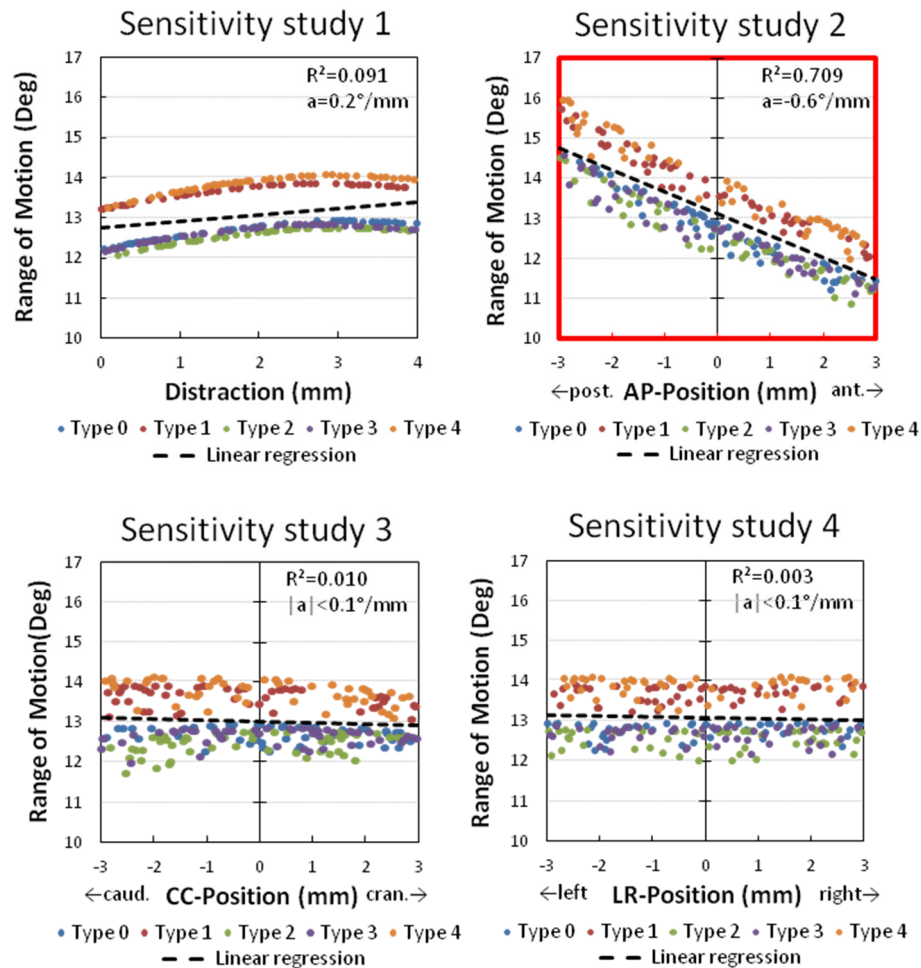 Sensitivity study 1
Range of Motion (Deg)
17
16
15
14
13
12
11
10
R²=0.091
a=0.2°/mm
0 1 2 3 4
Distraction (mm)
Type 0 Type 1 Type 2 Type 3 Type 4
Linear regression
Sensitivity study 2
Range of Motion (Deg)
17
16
15
14
13
12
11
10
R²=0.709
a=-0.6°/mm
-3 -2 -1 0 1 2 3
←post. AP-Position (mm) ant.→
Type 0 Type 1 Type 2 Type 3 Type 4
Linear regression
Sensitivity study 3
Range of Motion(Deg)
17
16
15
14
13
12
11
10
R²=0.010
|a|<0.1°/mm
-3 -2 -1 0 1 2 3
←caud. CC-Position (mm) cran.→
Type 0 Type 1 Type 2 Type 3 Type 4
Linear regression
Sensitivity study 4
Range of Motion (Deg)
17
16
15
14
13
12
11
10
R²=0.003
|a|<0.1°/mm
-3 -2 -1 0 1 2 3
←left LR-Position (mm) right→
Type 0 Type 1 Type 2 Type 3 Type 4
Linear regression